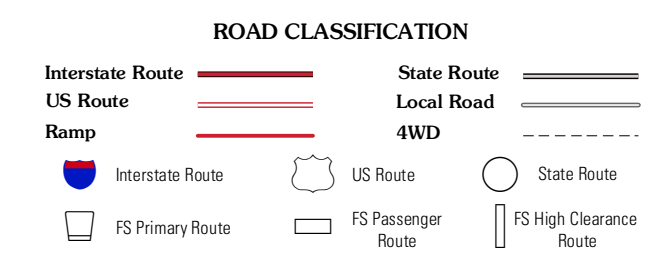 ROAD CLASSIFICATION
Interstate Route
State Route
US Route
Local Road
Ramp
4WD
Interstate Route
US Route
State Route
FS Primary Route
FS Passenger
Route
FS High Clearance
Route